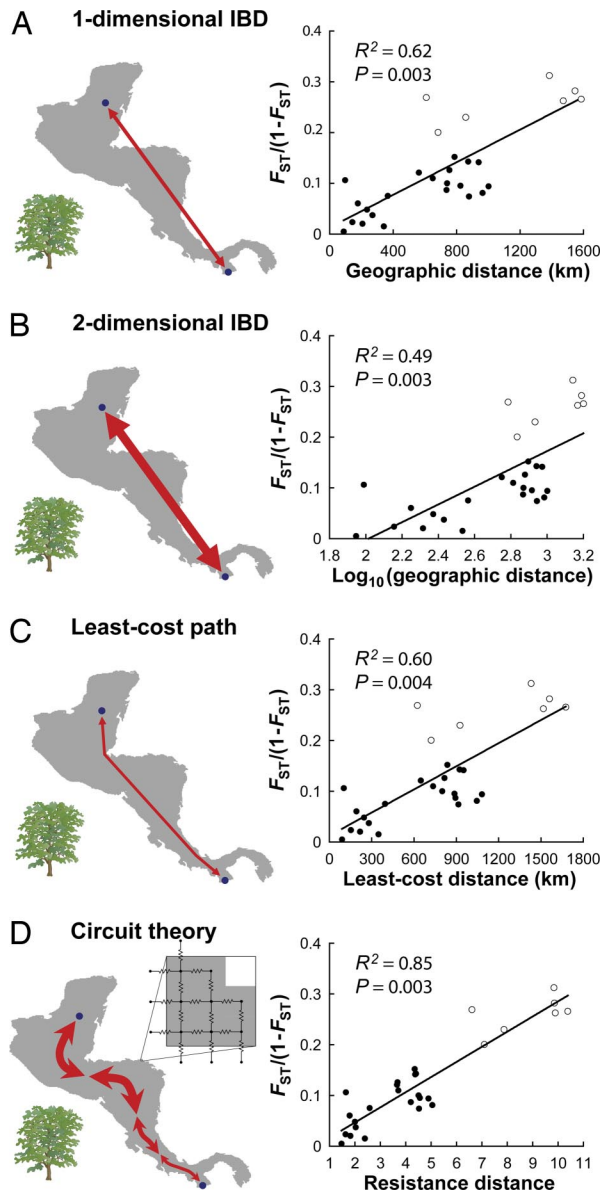 A
1-dimensional IBD
R² = 0.62
P = 0.003
F_ST/(1-F_ST)
0.4
0.3
0.2
0.1
0
0 400 800 1200 1600
Geographic distance (km)
B
2-dimensional IBD
R² = 0.49
P = 0.003
F_ST/(1-F_ST)
0.4
0.3
0.2
0.1
0
1.8 2 2.2 2.4 2.6 2.8 3.0 3.2
Log₁₀(geographic distance)
C
Least-cost path
R² = 0.60
P = 0.004
F_ST/(1-F_ST)
0.4
0.3
0.2
0.1
0
0 300 600 900 1200 1500 1800
Least-cost distance (km)
D
Circuit theory
R² = 0.85
P = 0.003
F_ST/(1-F_ST)
0.4
0.3
0.2
0.1
0
1 2 3 4 5 6 7 8 9 10 11
Resistance distance